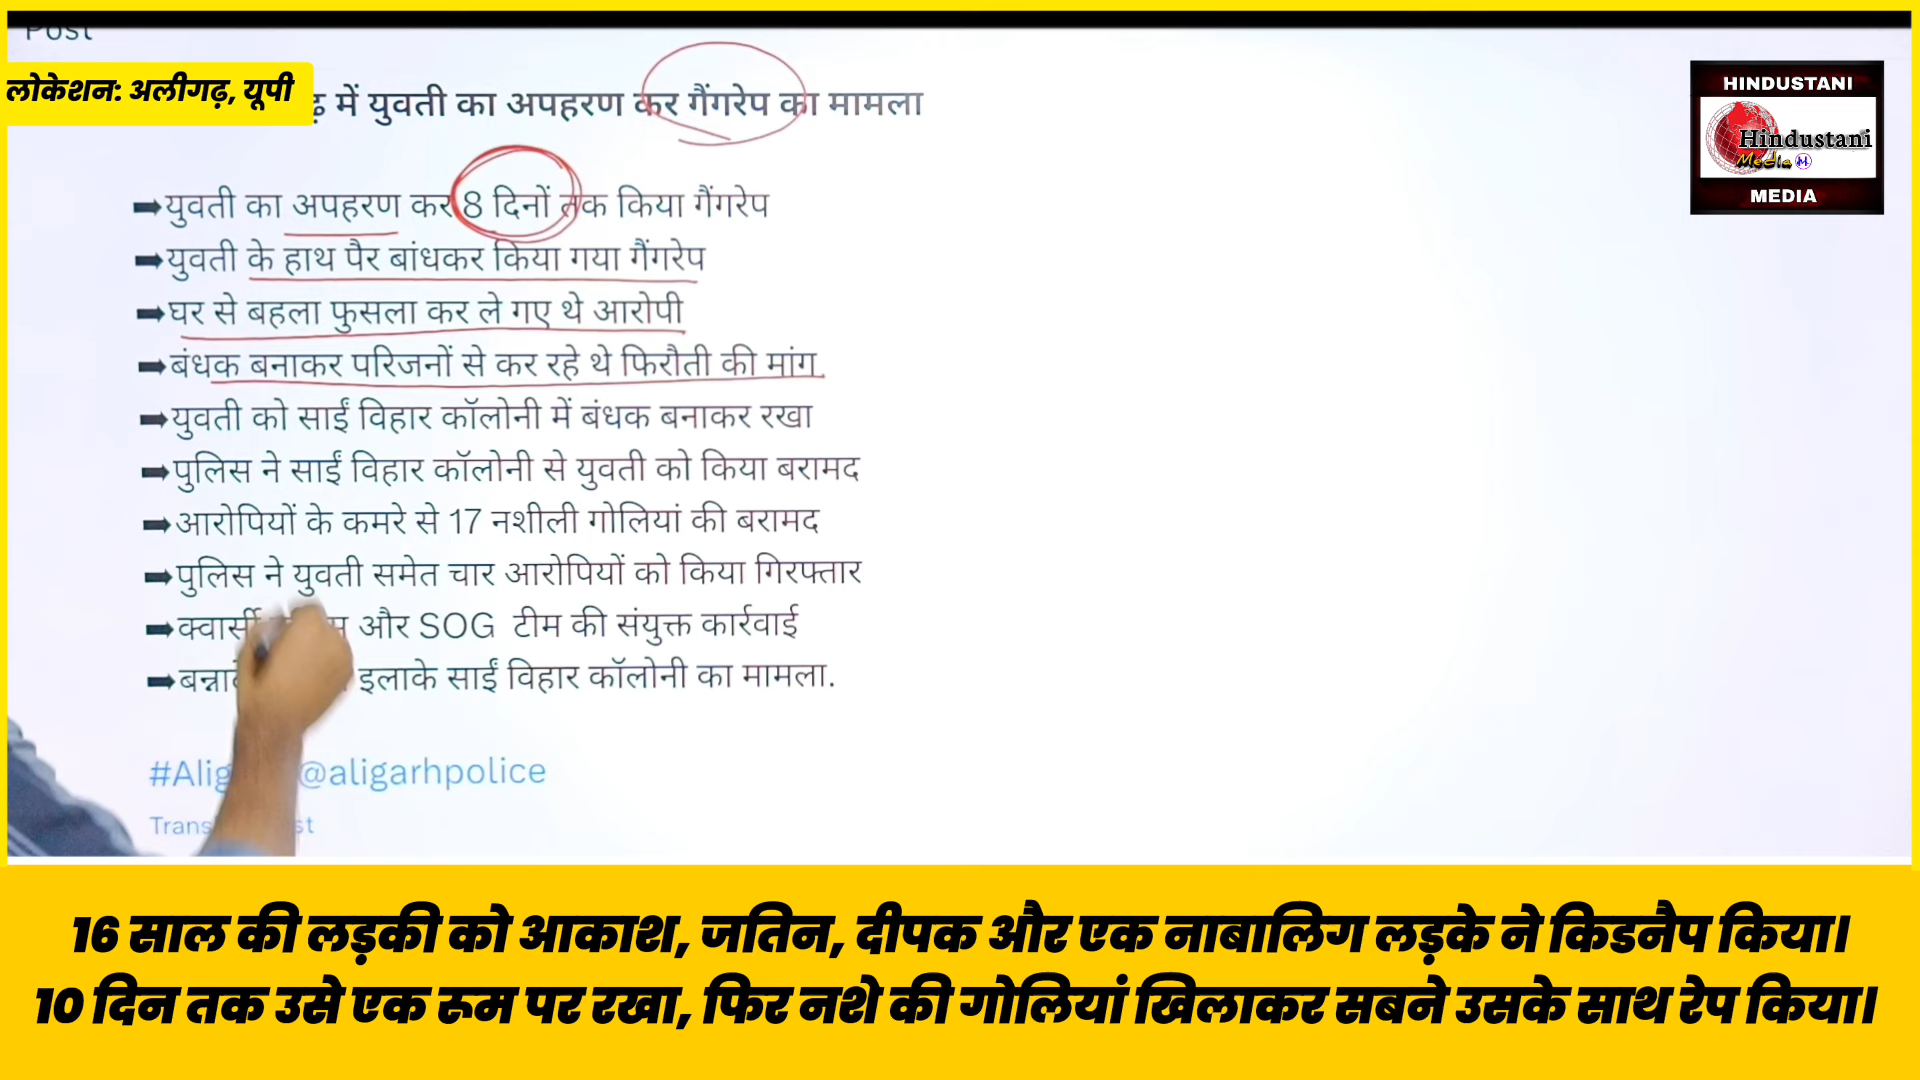 Post
लोकेशन: अलीगढ़, यूपी
में युवती का अपहरण कर गैंगरेप का मामला
HINDUSTANI
Hindustani
Media M
MEDIA
➡युवती का अपहरण कर 8 दिनों तक किया गैंगरेप
➡युवती के हाथ पैर बांधकर किया गया गैंगरेप
➡घर से बहला फुसला कर ले गए थे आरोपी
➡बंधक बनाकर परिजनों से कर रहे थे फिरौती की मांग
➡युवती को साईं विहार कॉलोनी में बंधक बनाकर रखा
➡पुलिस ने साईं विहार कॉलोनी से युवती को किया बरामद
➡आरोपियों के कमरे से 17 नशीली गोलियां की बरामद
➡पुलिस ने युवती समेत चार आरोपियों को किया गिरफ्तार
➡क्वार्सी और SOG टीम की संयुक्त कार्रवाई
➡इलाके साईं विहार कॉलोनी का मामला.
@aligarhpolice
16 साल की लड़की को आकाश, जतिन, दीपक और एक नाबालिग लड़के ने किडनैप किया।
10 दिन तक उसे एक रूम पर रखा, फिर नशे की गोलियां खिलाकर सबने उसके साथ रेप किया।